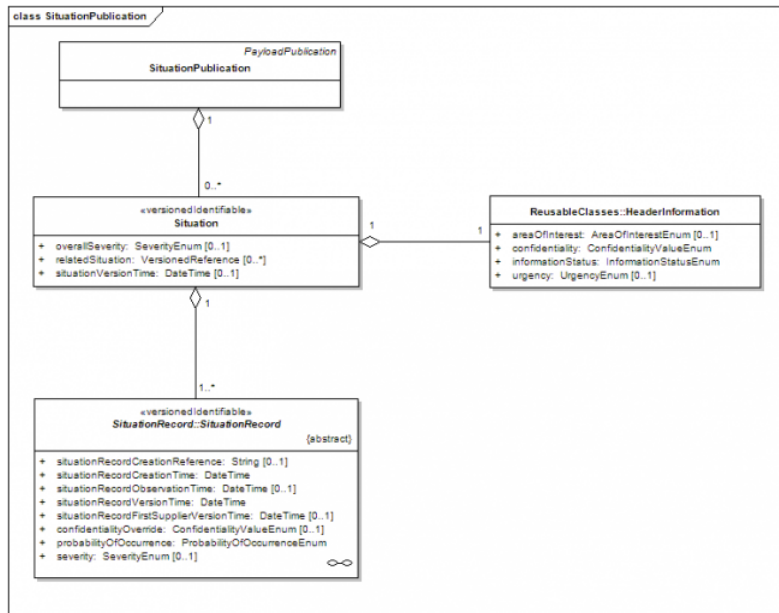 class SituationPublication
PayloadPublication
SituationPublication
1
0..*
«versionedIdentifiable»
Situation
+ overallSeverity: SeverityEnum [0..1]
+ relatedSituation: VersionedReference [0..*]
+ situationVersionTime: DateTime [0..1]
1
1
ReusableClasses::HeaderInformation
+ areaOfInterest: AreaOfInterestEnum [0..1]
+ confidentiality: ConfidentialityValueEnum
+ informationStatus: InformationStatusEnum
+ urgency: UrgencyEnum [0..1]
1
1..*
«versionedIdentifiable»
SituationRecord::SituationRecord
{abstract}
+ situationRecordCreationReference: String [0..1]
+ situationRecordCreationTime: DateTime
+ situationRecordObservationTime: DateTime [0..1]
+ situationRecordVersionTime: DateTime
+ situationRecordFirstSupplierVersionTime: DateTime [0..1]
+ confidentialityOverride: ConfidentialityValueEnum [0..1]
+ probabilityOfOccurrence: ProbabilityOfOccurrenceEnum
+ severity: SeverityEnum [0..1]